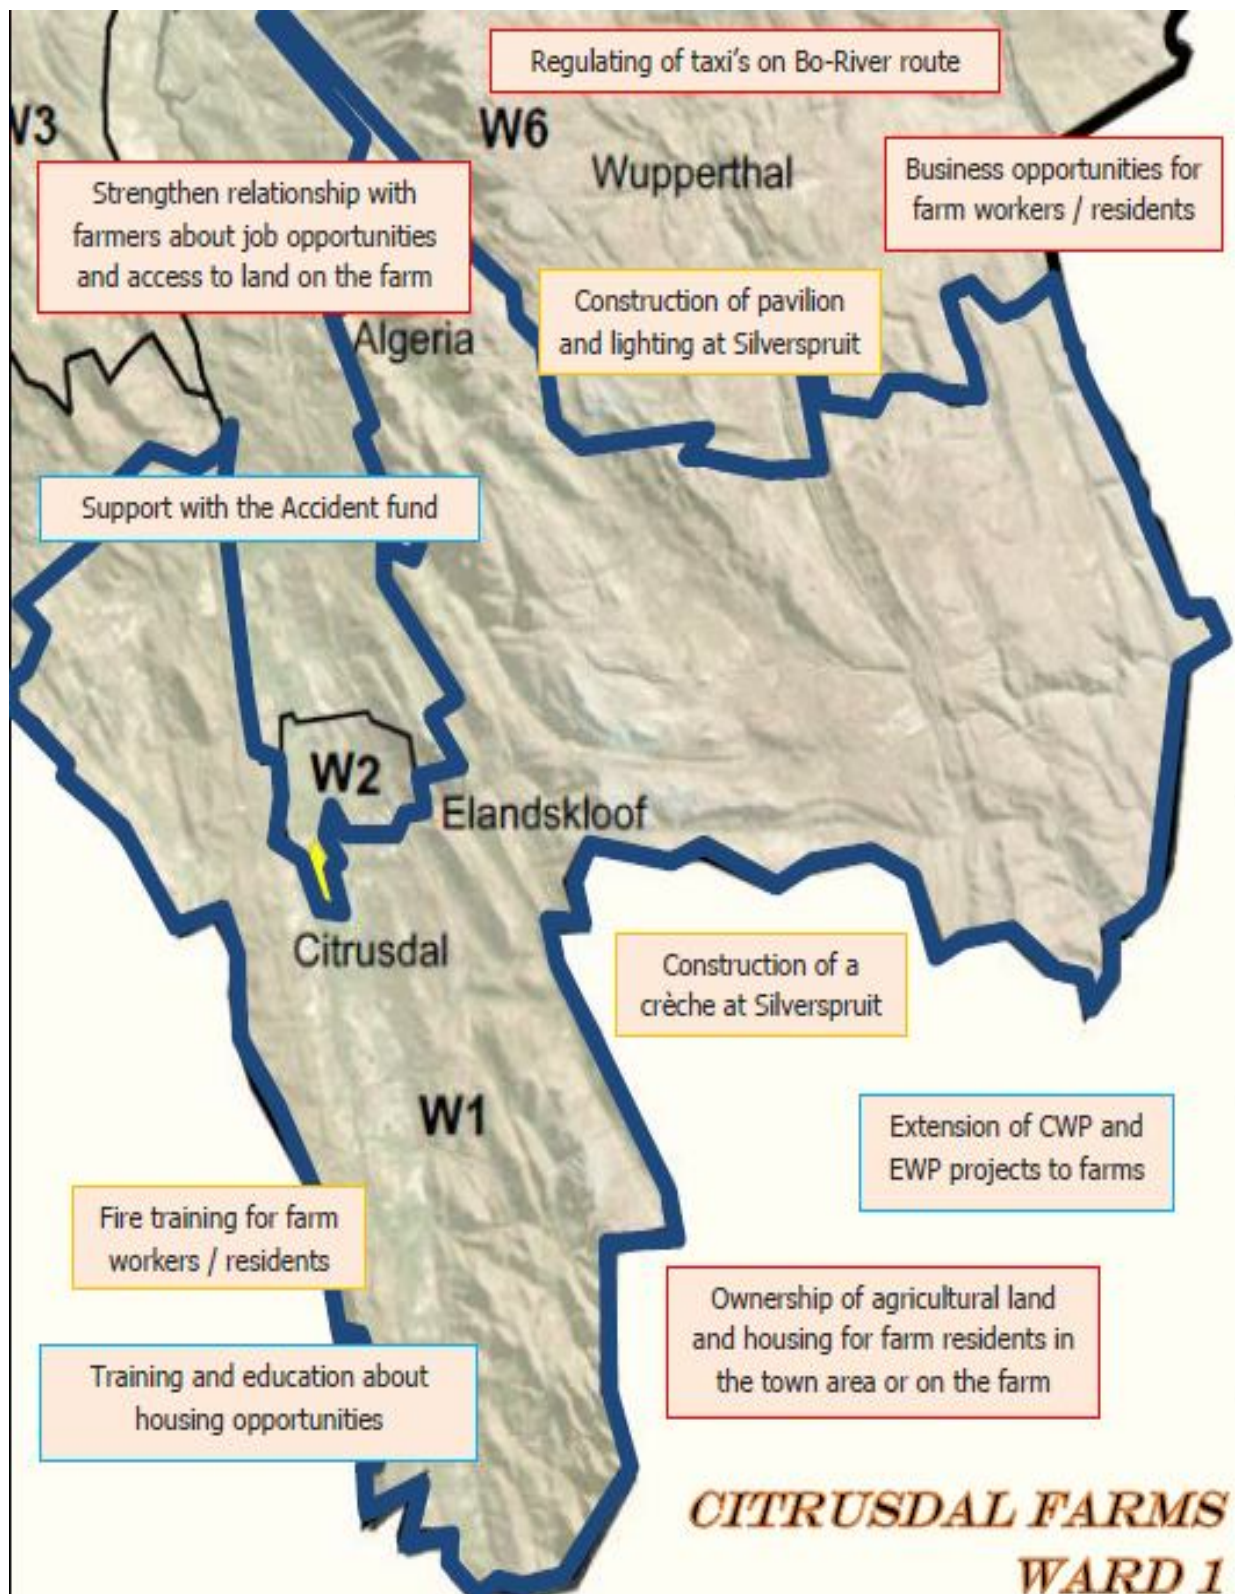 Regulating of taxi's on Bo-River route
W6
Wupperthal
Business opportunities for
farm workers / residents
Strengthen relationship with
farmers about job opportunities
and access to land on the farm
Construction of pavilion
and lighting at Silverspruit
Algeria
Support with the Accident fund
W2
Elandskloof
Citrusdal
Construction of a
crèche at Silverspruit
W1
Extension of CWP and
EWP projects to farms
Fire training for farm
workers / residents
Ownership of agricultural land
and housing for farm residents in
the town area or on the farm
Training and education about
housing opportunities
CITRUSDAL FARMS
WARD 1